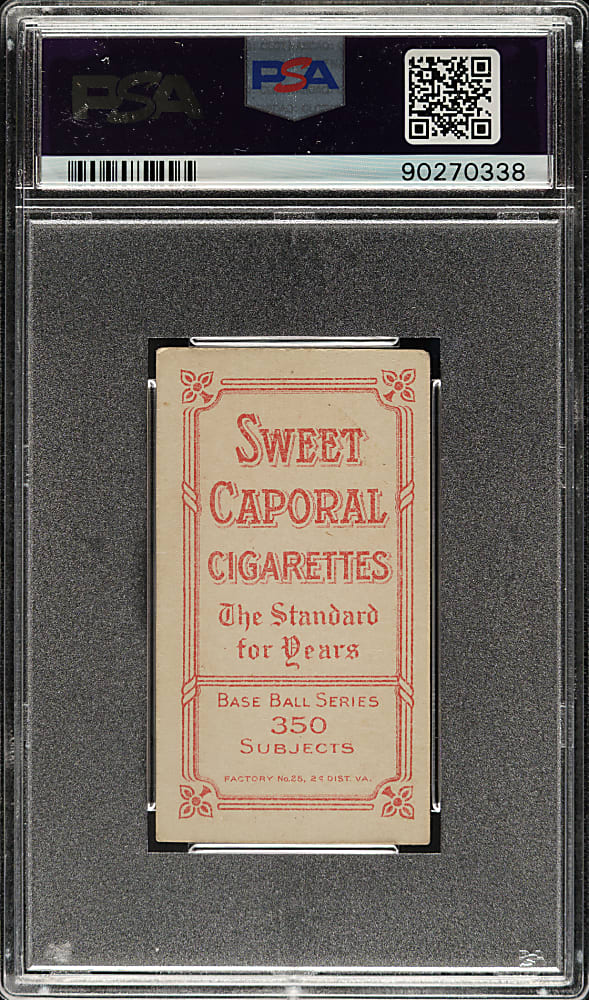 PSA
PSA
90270338
SWEET
CAPORAL
CIGARETTES
The Standard
for Years
BASE BALL SERIES
350
SUBJECTS
FACTORY No.25, 2D DIST. VA.